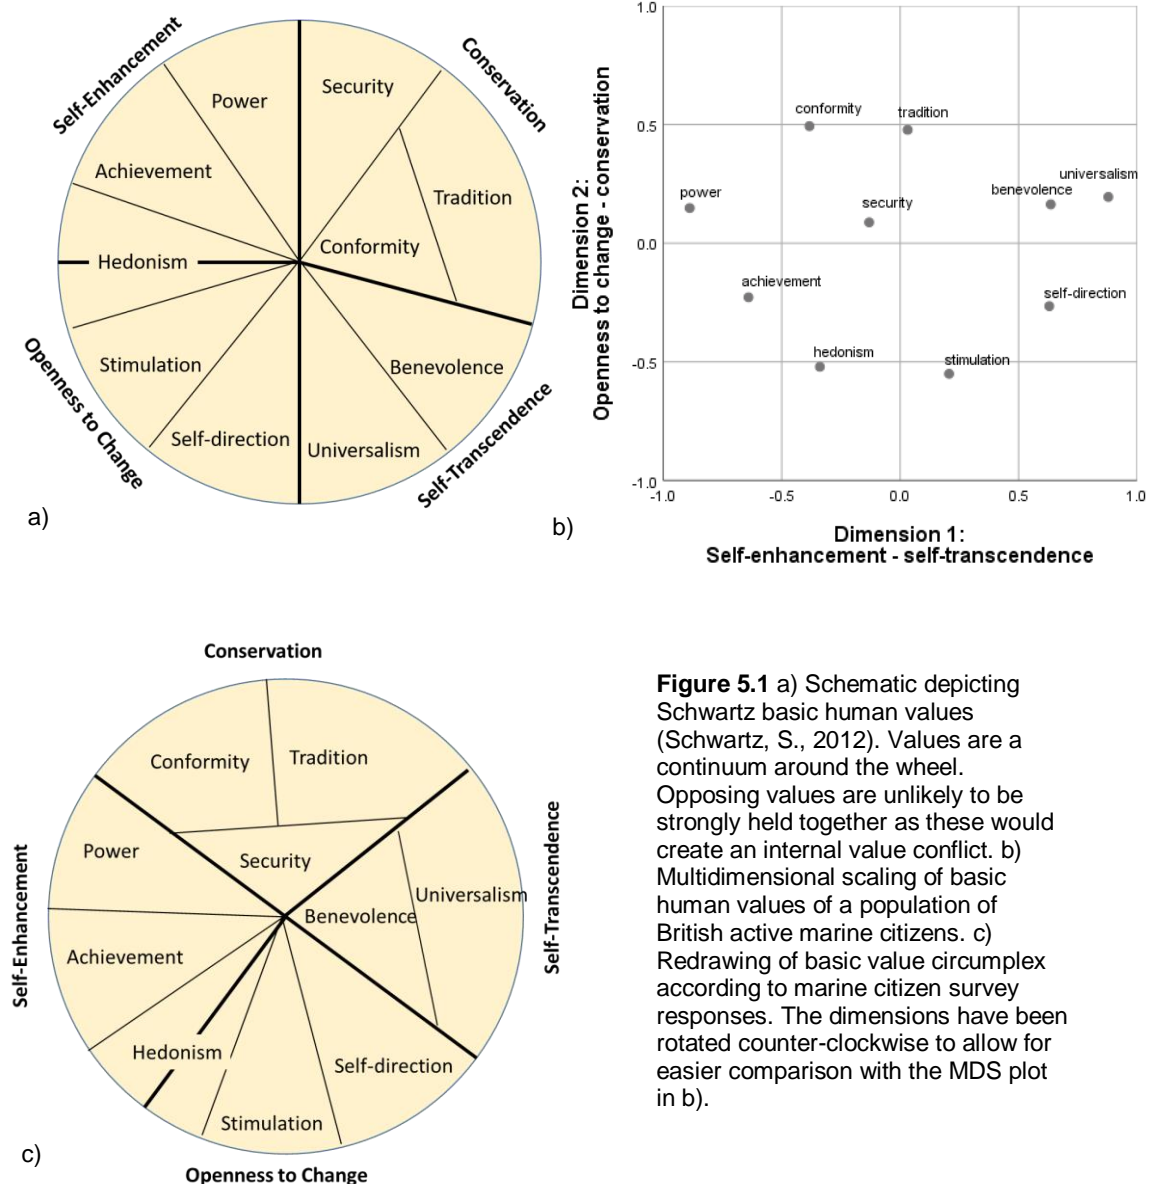 Self-Enhancement
Conservation
Power
Security
Achievement
Tradition
Hedonism
Conformity
Stimulation
Benevolence
Self-direction
Universalism
Openness to Change
Self-Transcendence
a)
1.0
0.5
0.0
-0.5
-1.0
Dimension 2:
Openness to change - conservation
conformity
tradition
universalism
benevolence
power
security
achievement
self-direction
hedonism
stimulation
-1.0
-0.5
0.0
0.5
1.0
Dimension 1:
Self-enhancement - self-transcendence
b)
Conservation
Conformity
Tradition
Power
Security
Self-Enhancement
Benevolence
Universalism
Self-Transcendence
Achievement
Hedonism
Self-direction
Stimulation
Openness to Change
c)
Figure 5.1 a) Schematic depicting
Schwartz basic human values
(Schwartz, S., 2012). Values are a
continuum around the wheel.
Opposing values are unlikely to be
strongly held together as these would
create an internal value conflict. b)
Multidimensional scaling of basic
human values of a population of
British active marine citizens. c)
Redrawing of basic value circumplex
according to marine citizen survey
responses. The dimensions have been
rotated counter-clockwise to allow for
easier comparison with the MDS plot
in b).